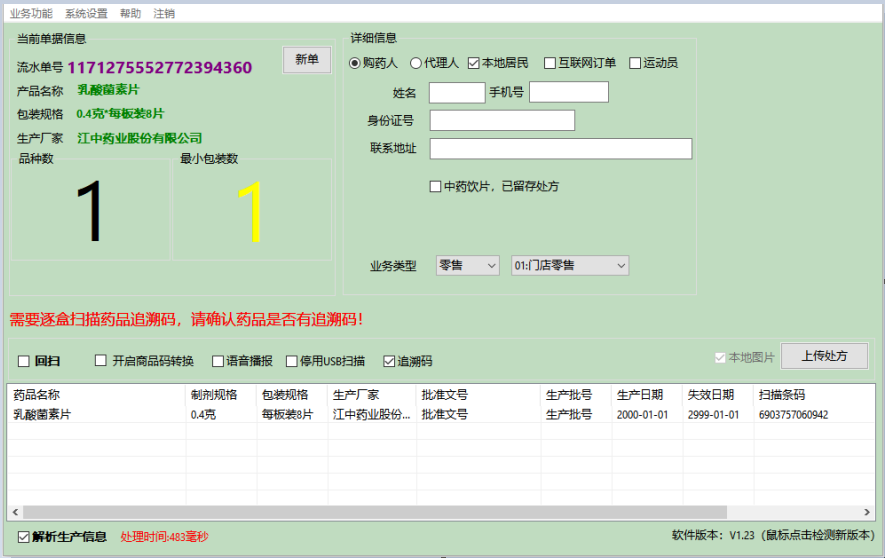 业务功能 系统设置 帮助 注销
当前单据信息
流水单号 1171275552772394360
新单
产品名称 乳酸菌素片
包装规格 0.4克*每板装8片
生产厂家 江中药业股份有限公司
品种数 最小包装数
1 1
详细信息
购药人 代理人 本地居民 互联网订单 运动员
姓名 手机号
身份证号
联系地址
中药饮片，已留存处方
业务类型 零售 01:门店零售
需要逐盒扫描药品追溯码，请确认药品是否有追溯码！
回扫 开启商品码转换 语音播报 停用USB扫描 追溯码 本地图片 上传处方
药品名称 制剂规格 包装规格 生产厂家 批准文号 生产批号 生产日期 失效日期 扫描条码
乳酸菌素片 0.4克 每板装8片 江中药业股份... 批准文号 生产批号 2000-01-01 2999-01-01 6903757060942
解析生产信息 处理时间:483毫秒 软件版本：V1.23（鼠标点击检测新版本）